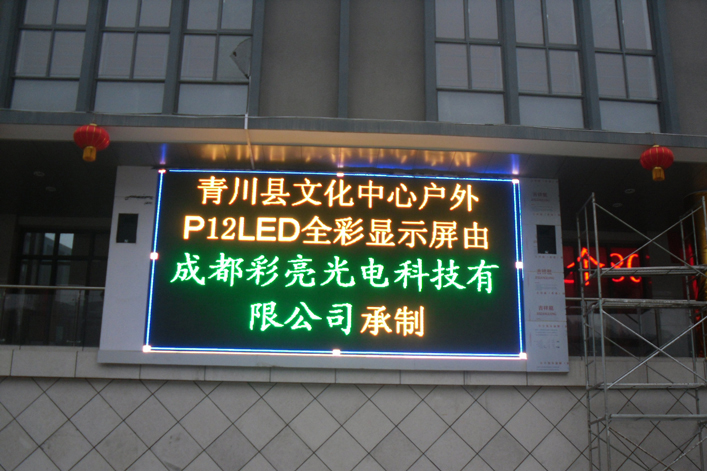 青川县文化中心户外
P12LED全彩显示屏由
成都彩亮光电科技有
限公司承制